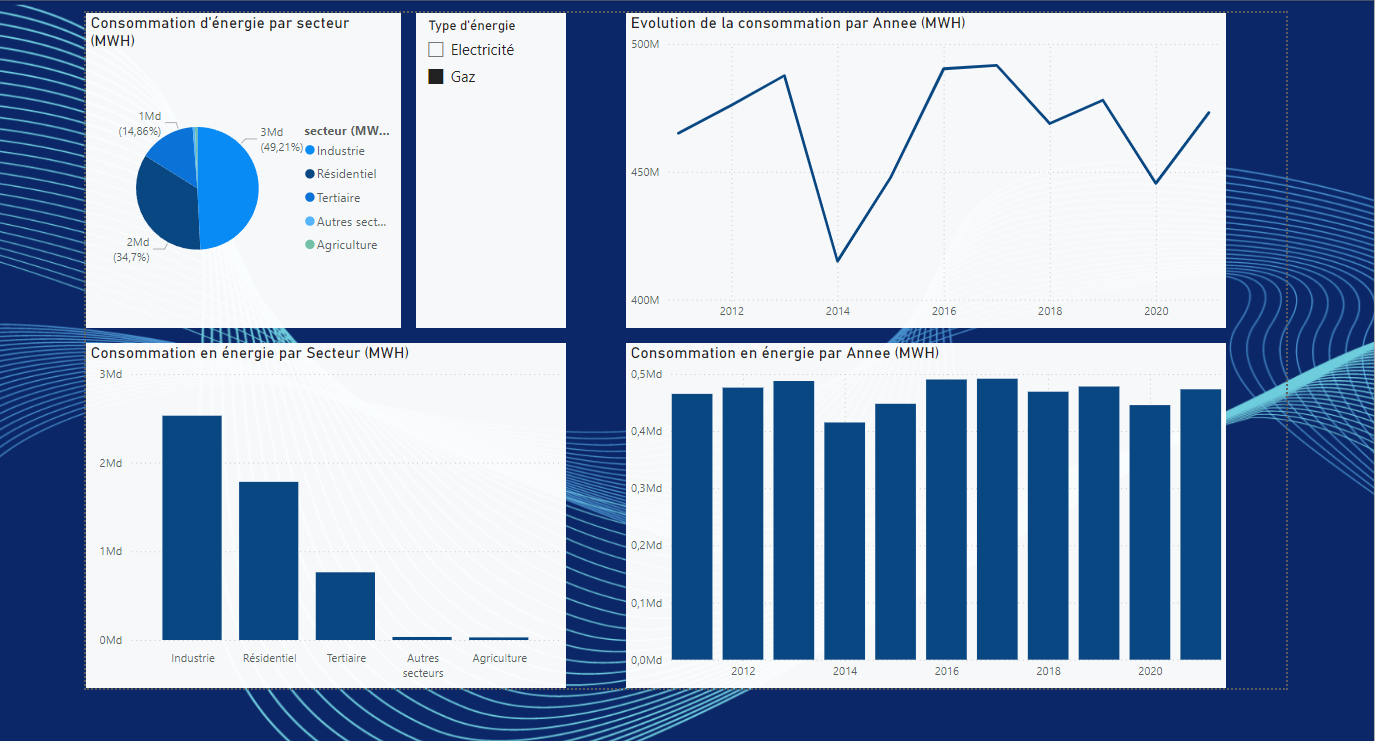 Consommation d'énergie par secteur
(MWH)
1Md
(14,86%)
3Md
(49,21%)
2Md
(34,7%)
secteur (MW...
Industrie
Résidentiel
Tertiaire
Autres sect...
Agriculture
Type d'énergie
Electricité
Gaz
Evolution de la consommation par Annee (MWH)
500M
450M
400M
2012
2014
2016
2018
2020
Consommation en énergie par Secteur (MWH)
3Md
2Md
1Md
0Md
Industrie
Résidentiel
Tertiaire
Autres
secteurs
Agriculture
Consommation en énergie par Annee (MWH)
0,5Md
0,4Md
0,3Md
0,2Md
0,1Md
0,0Md
2012
2014
2016
2018
2020